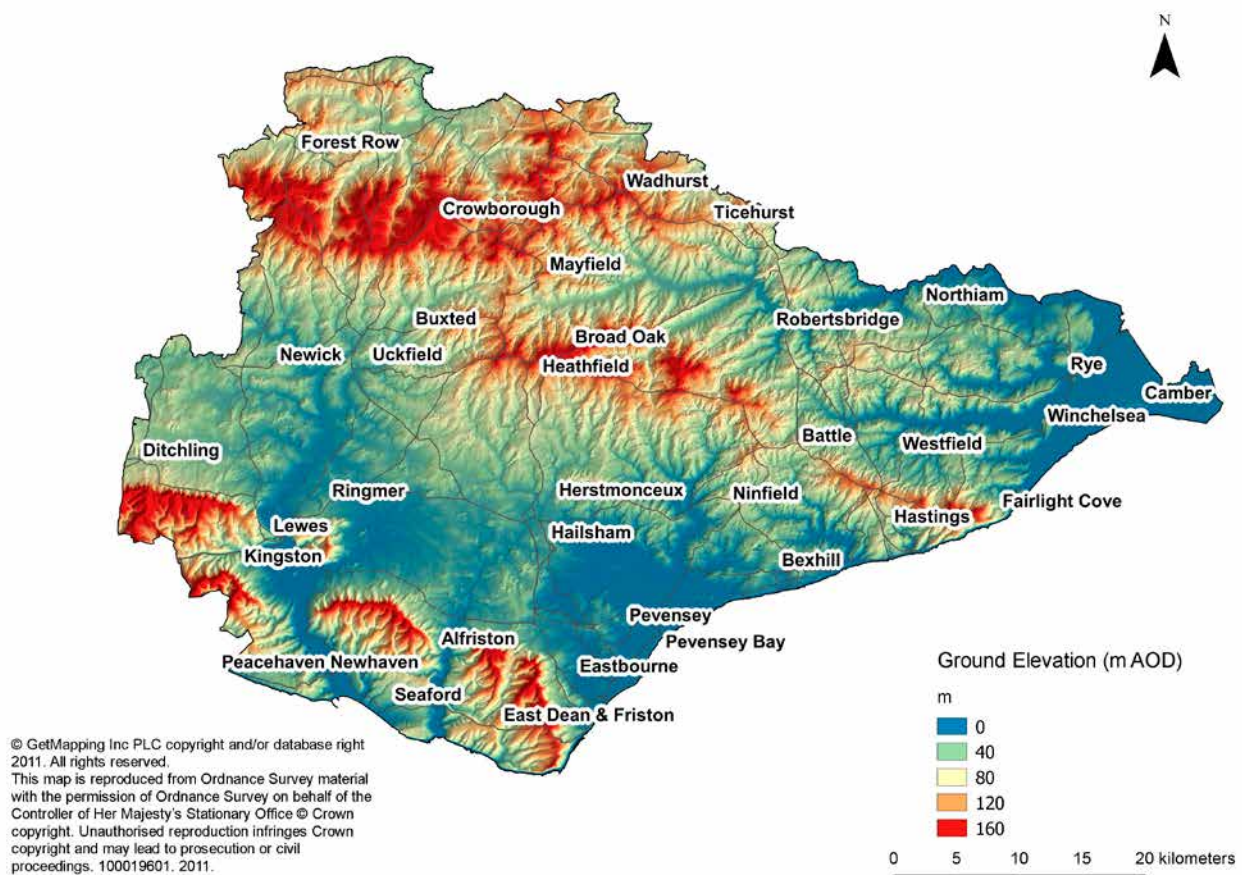 N
Forest Row
Wadhurst
Crowborough
Ticehurst
Mayfield
Northiam
Buxted
Robertsbridge
Broad Oak
Newick
Uckfield
Heathfield
Rye
Camber
Winchelsea
Ditchling
Battle
Westfield
Ringmer
Herstmonceux
Ninfield
Fairlight Cove
Lewes
Hastings
Hailsham
Kingston
Bexhill
Pevensey
Alfriston
Pevensey Bay
Peacehaven
Newhaven
Eastbourne
Seaford
East Dean & Friston
Ground Elevation (m AOD)
m
0
40
80
120
160
0 5 10 15 20 kilometers
© GetMapping Inc PLC copyright and/or database right
2011. All rights reserved.
This map is reproduced from Ordnance Survey material
with the permission of Ordnance Survey on behalf of the
Controller of Her Majesty's Stationary Office © Crown
copyright. Unauthorised reproduction infringes Crown
copyright and may lead to prosecution or civil
proceedings. 100019601. 2011.